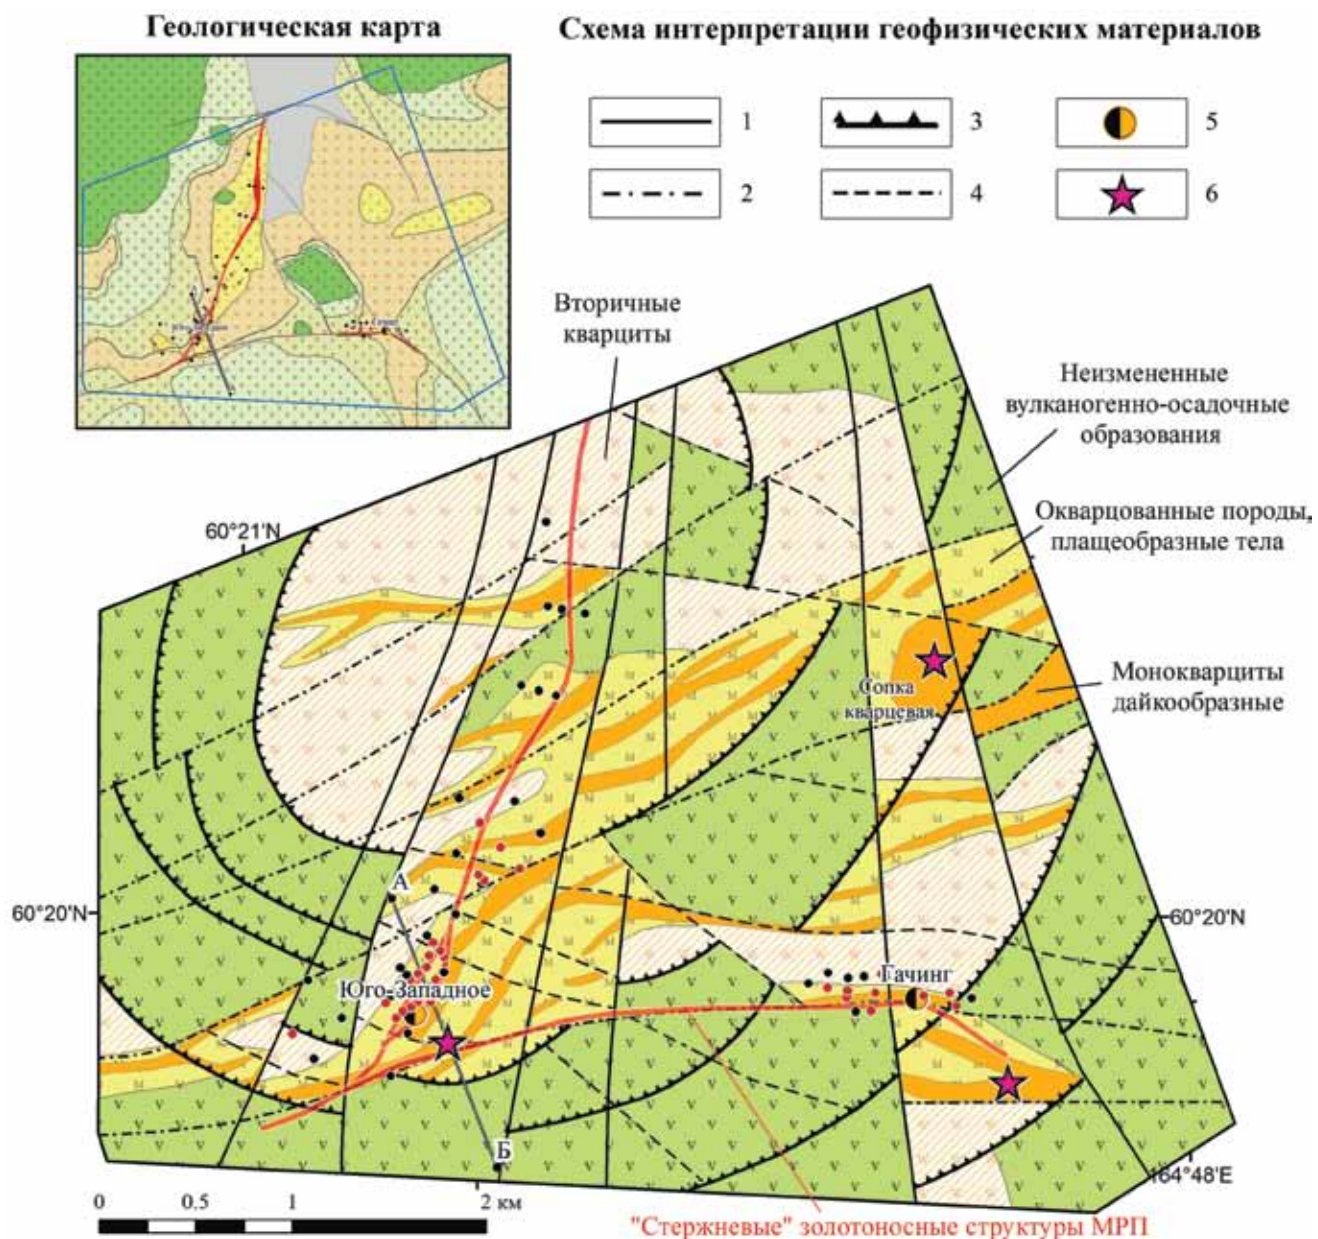 Геологическая карта
Схема интерпретации геофизических материалов
1
3
5
2
4
6
Вторичные
кварциты
Неизмененные
вулканогенно-осадочные
образования
60°21'N
Окварцованные породы,
плащеобразные тела
Сопка
кварцевая
Монокварциты
дайкообразные
А
60°20'N
60°20'N
Юго-Западное
Гачинг
Б
164°48'E
0
0.5
1
2 км
"Стержневые" золотоносные структуры МРП